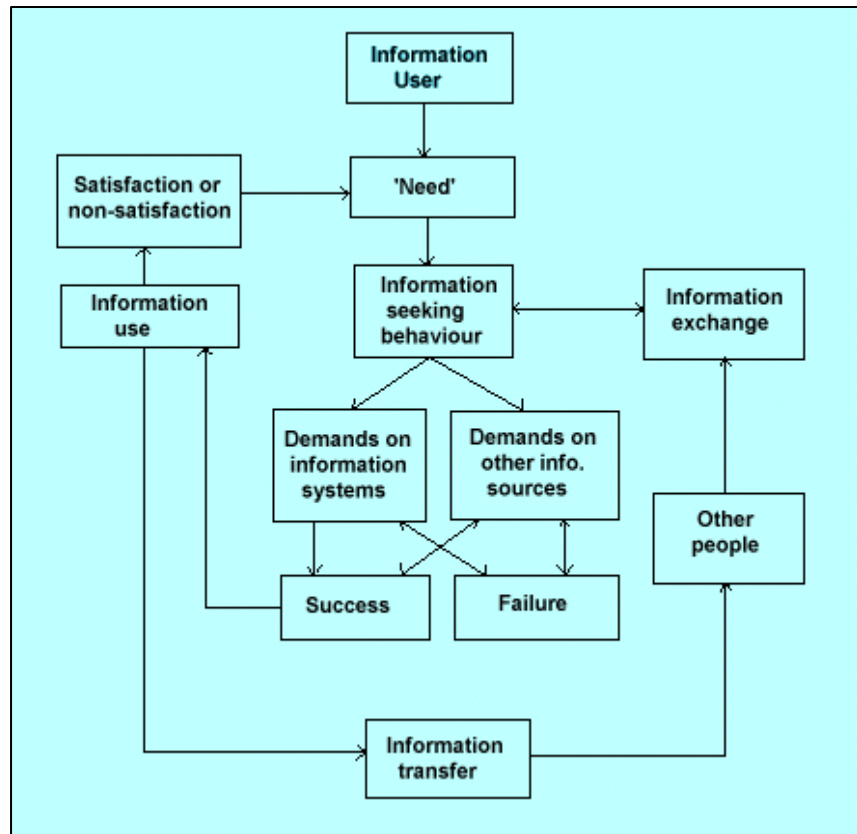 Information
User
Satisfaction or
non-satisfaction
'Need'
Information
use
Information
seeking
behaviour
Information
exchange
Demands on
information
systems
Demands on
other info.
sources
Other
people
Success
Failure
Information
transfer